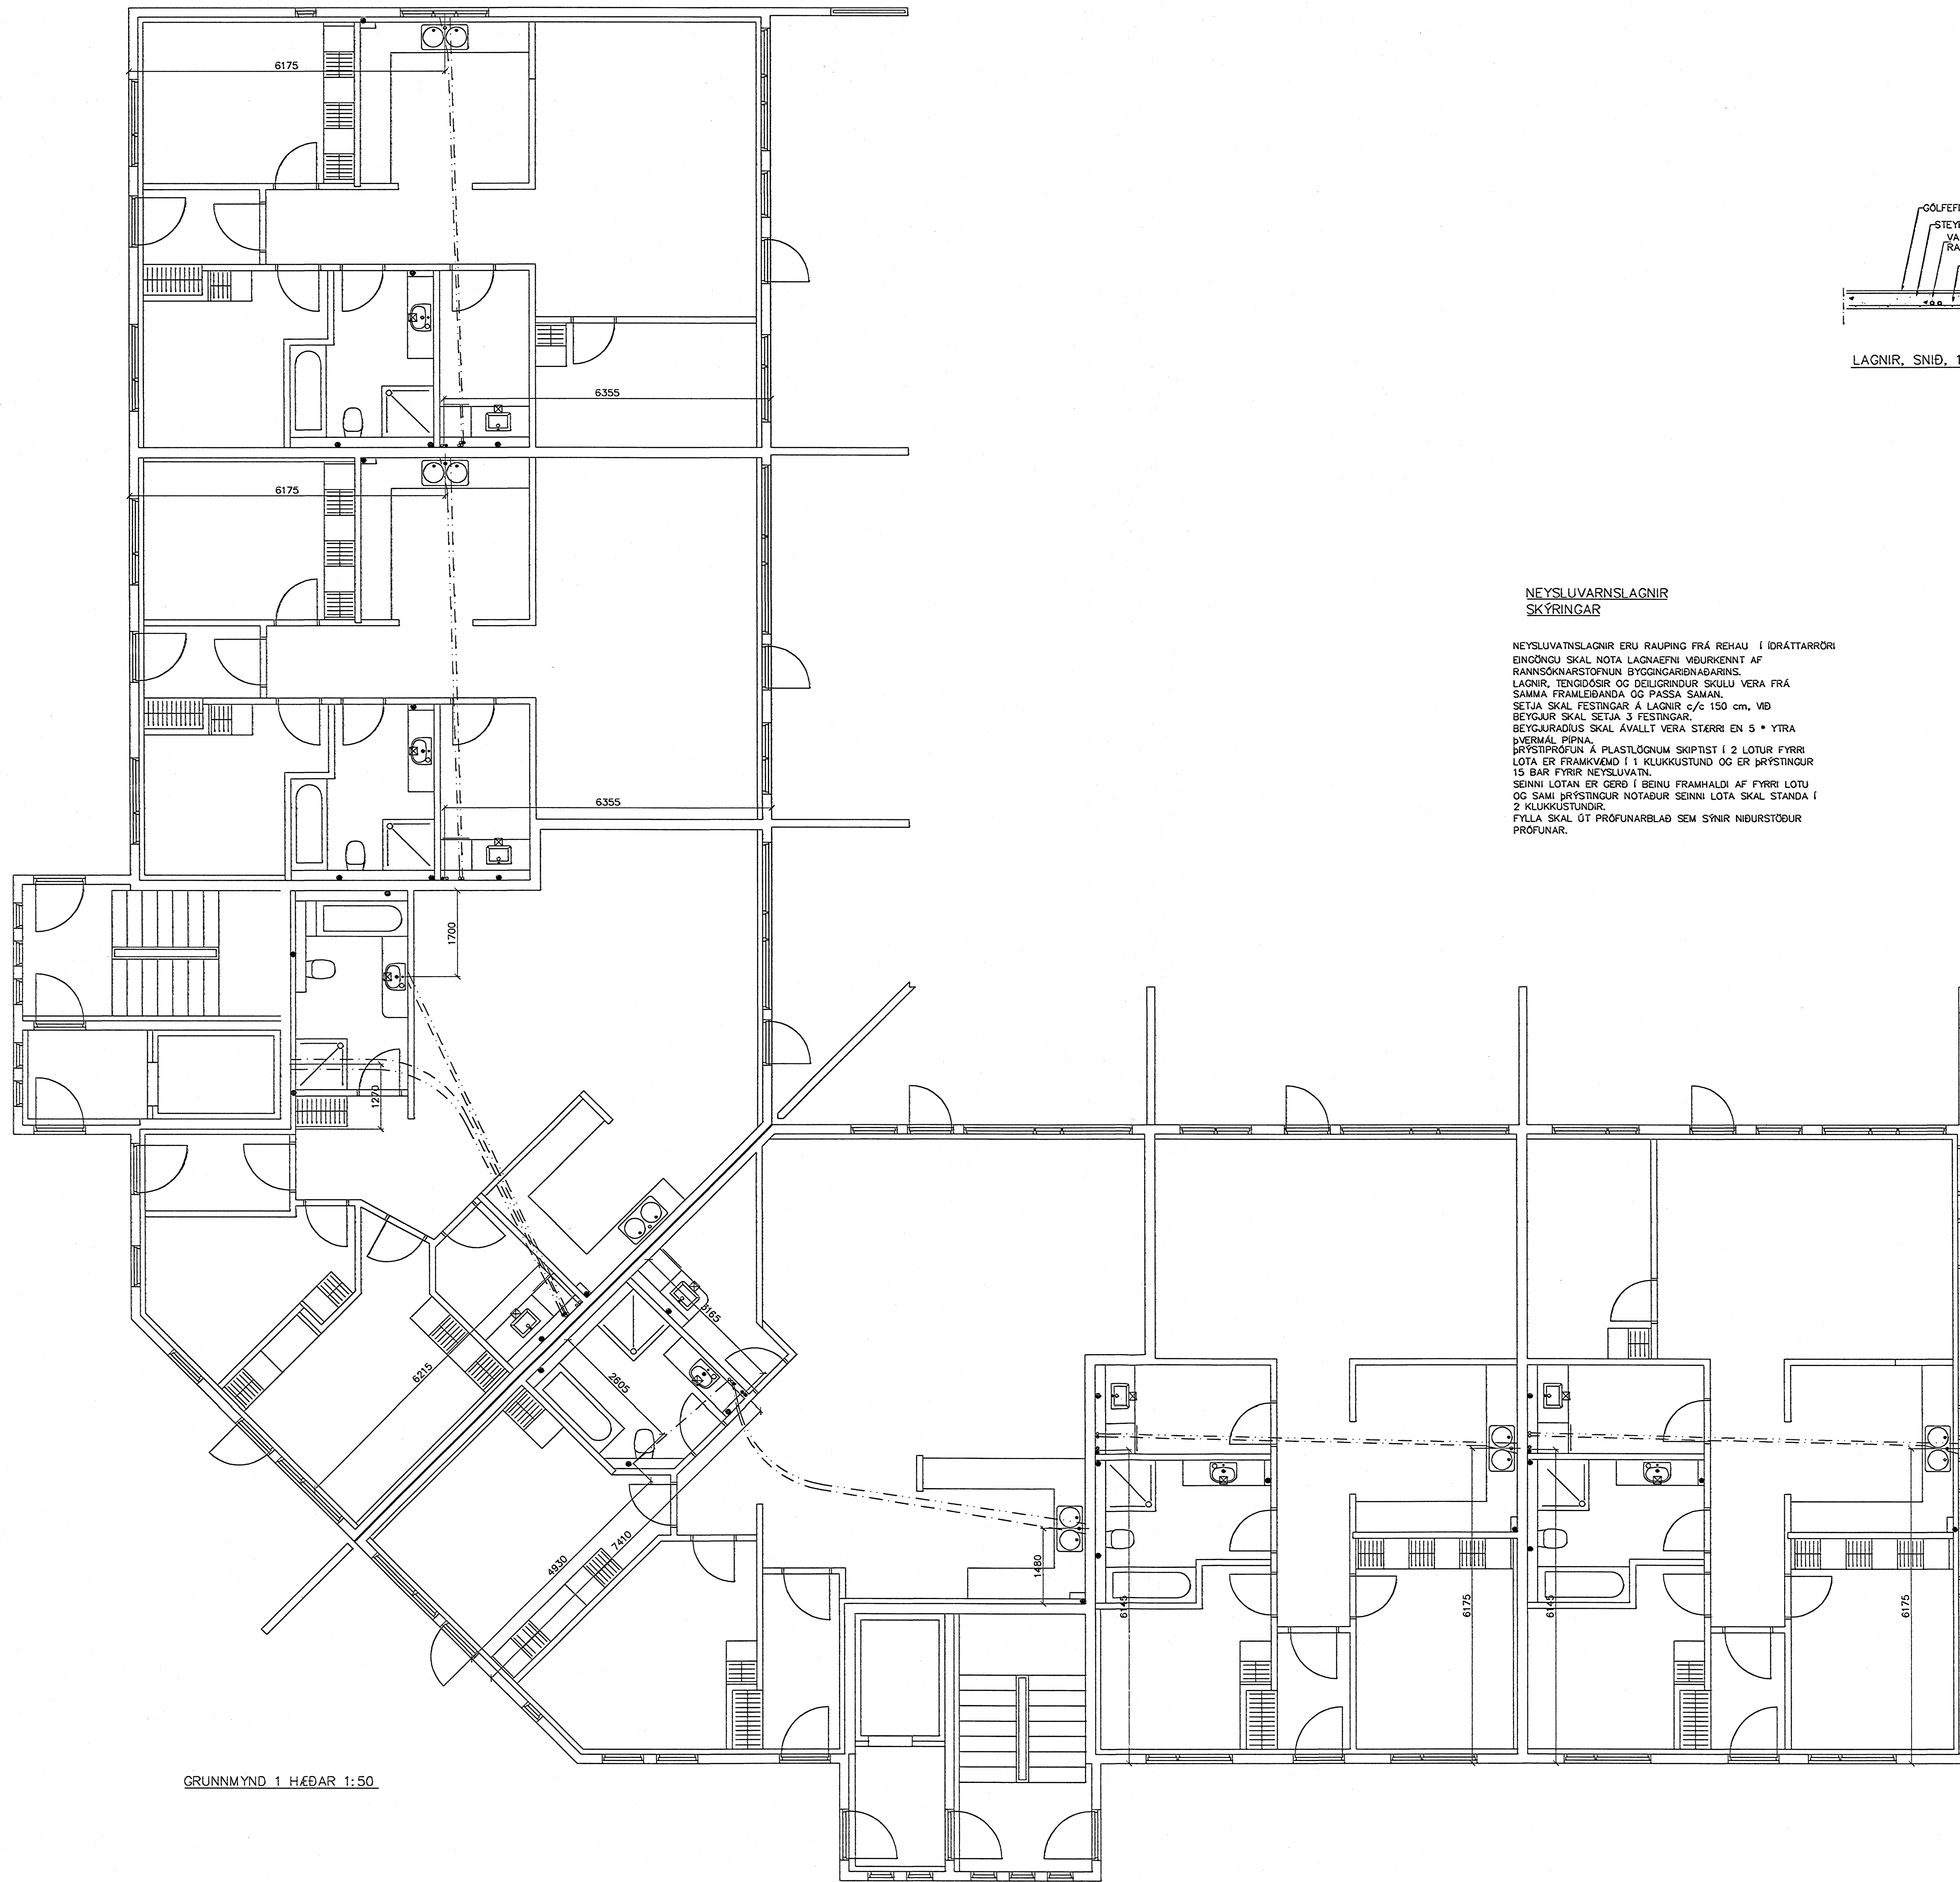 6175
GÓLFEF
STEY
VA
RA
LAGNIR, SNIÐ, 1
6355
6175
NEYSLUVARNSLAGNIR
SKÝRINGAR
NEYSLUVATNSLAGNIR ERU RAUPING FRÁ REHAU Í ÍDRÁTTARRÖRI
EINGÖNGU SKAL NOTA LAGNAEFNI VIÐURKENNT AF
RANNSÓKNARSTOFNUN BYGGINGARIÐNAÐARINS.
LAGNIR, TENGIDÓSIR OG DEILIGRINDUR SKULU VERA FRÁ
SAMMA FRAMLEIÐANDA OG PASSA SAMAN.
SETJA SKAL FESTINGAR Á LAGNIR c/c 150 cm, VIÐ
BEYGJUR SKAL SETJA 3 FESTINGAR.
BEYGJURADÍUS SKAL ÁVALLT VERA STÆRRI EN 5 * YTRA
ÞVERMÁL PÍPNA.
ÞRÝSTIPRÓFUN Á PLASTLÖGNUM SKIPTIST Í 2 LOTUR FYRRI
LOTA ER FRAMKVÆMD Í 1 KLUKKUSTUND OG ER ÞRÝSTINGUR
15 BAR FYRIR NEYSLUVATN.
SEINNI LOTAN ER GERÐ Í BEINU FRAMHALDI AF FYRRI LOTU
OG SAMI ÞRÝSTINGUR NOTAÐUR SEINNI LOTA SKAL STANDA Í
2 KLUKKUSTUNDIR.
FYLLA SKAL ÚT PRÓFUNARBLAÐ SEM SÝNIR NIÐURSTÖÐUR
PRÓFUNAR.
6355
1700
1270
6215
2605
4930
7410
1480
6145
6175
6145
6175
GRUNNMYND 1 HÆÐAR 1:50